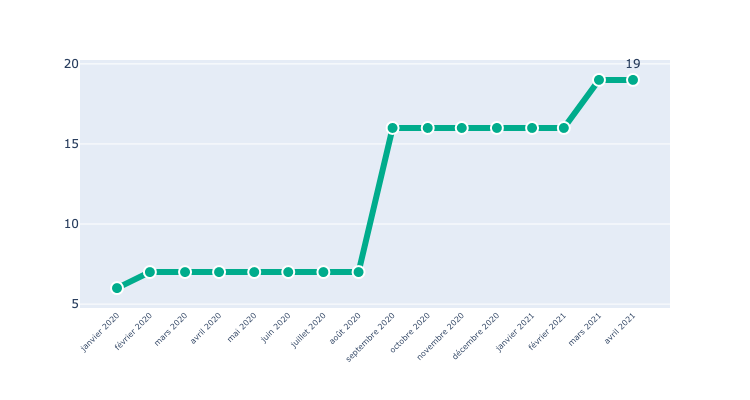 20
19
15
10
5
janvier 2020
février 2020
mars 2020
avril 2020
mai 2020
juin 2020
juillet 2020
août 2020
septembre 2020
octobre 2020
novembre 2020
décembre 2020
janvier 2021
février 2021
mars 2021
avril 2021